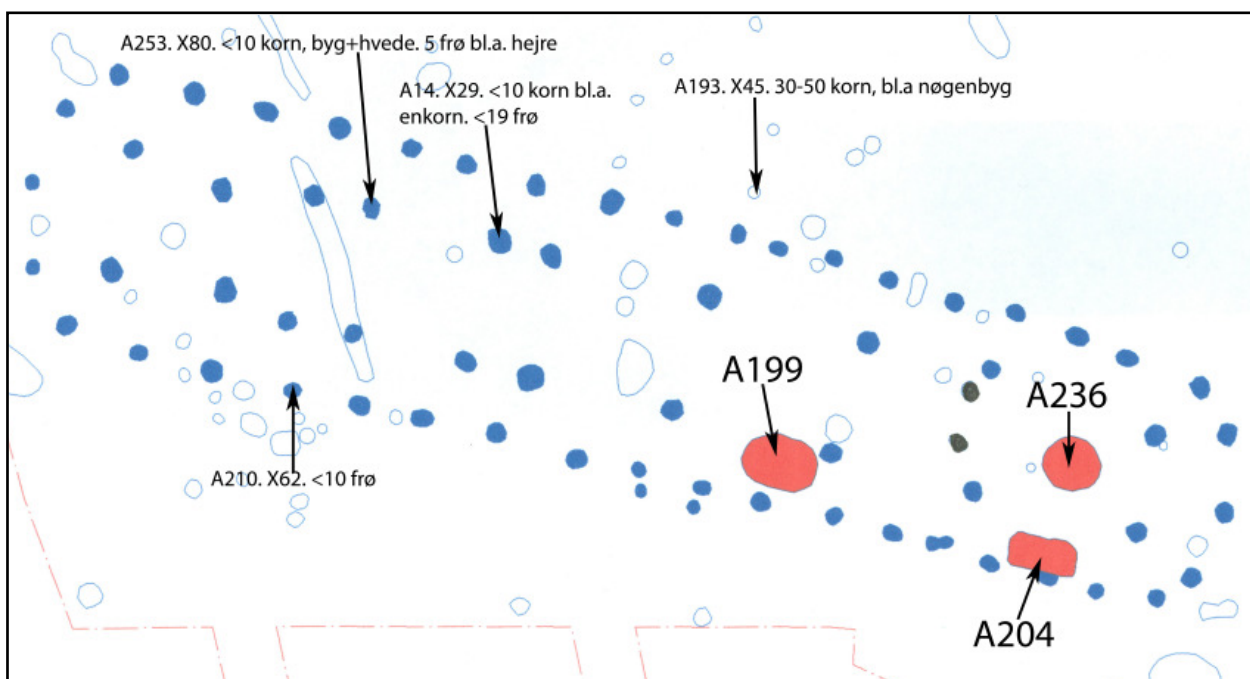 A253. X80. <10 korn, byg+hvede. 5 frø bl.a. hejre
A14. X29. <10 korn bl.a.
enkorn. <19 frø
A193. X45. 30-50 korn, bl.a nøgenbyg
A199
A236
A210. X62. <10 frø
A204